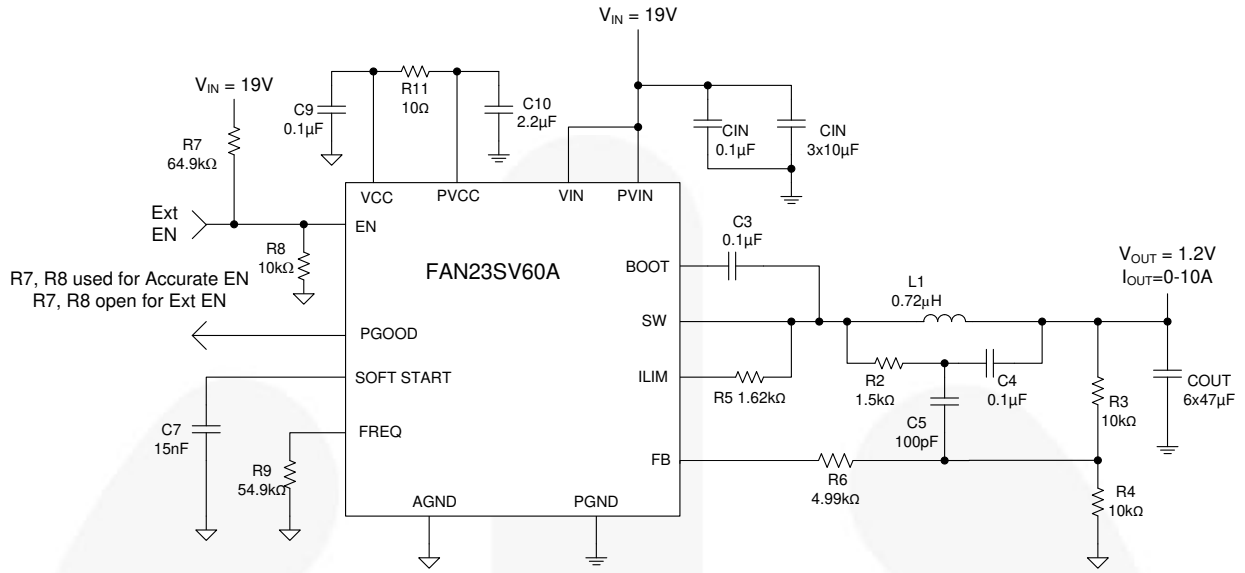 V_IN = 19V
V_IN = 19V
C9
0.1µF
R11
10Ω
C10
2.2µF
CIN
0.1µF
CIN
3x10µF
R7
64.9kΩ
VCC
PVCC
VIN
PVIN
Ext
EN
EN
R8
10kΩ
R7, R8 used for Accurate EN
R7, R8 open for Ext EN
FAN23SV60A
BOOT
C3
0.1µF
V_OUT = 1.2V
I_OUT=0-10A
L1
0.72µH
PGOOD
SW
SOFT START
ILIM
R5 1.62kΩ
R2
1.5kΩ
C4
0.1µF
R3
10kΩ
COUT
6x47µF
C7
15nF
FREQ
C5
100pF
R9
54.9kΩ
FB
R6
4.99kΩ
R4
10kΩ
AGND
PGND